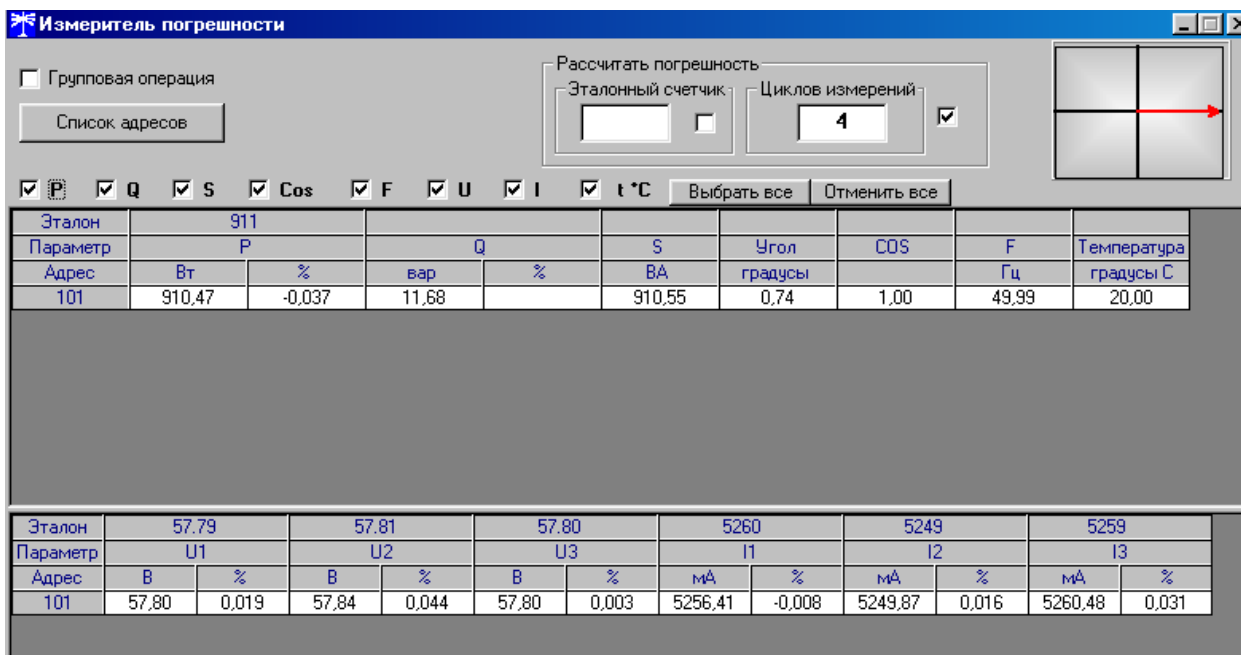 Измеритель погрешности
Групповая операция
Список адресов
Рассчитать погрешность
Эталонный счетчик
Циклов измерений
4
P Q S Cos F U I t °C Выбрать все Отменить все
Эталон 911
Параметр P Q S Угол COS F Температура
Адрес Вт % вар % ВА градусы Гц градусы С
101 910,47 -0,037 11,68 910,55 0,74 1,00 49,99 20,00
Эталон 57.79 57.81 57.80 5260 5249 5259
Параметр U1 U2 U3 I1 I2 I3
Адрес В % В % В % мА % мА % мА %
101 57,80 0,019 57,84 0,044 57,80 0,003 5256,41 -0,008 5249,87 0,016 5260,48 0,031